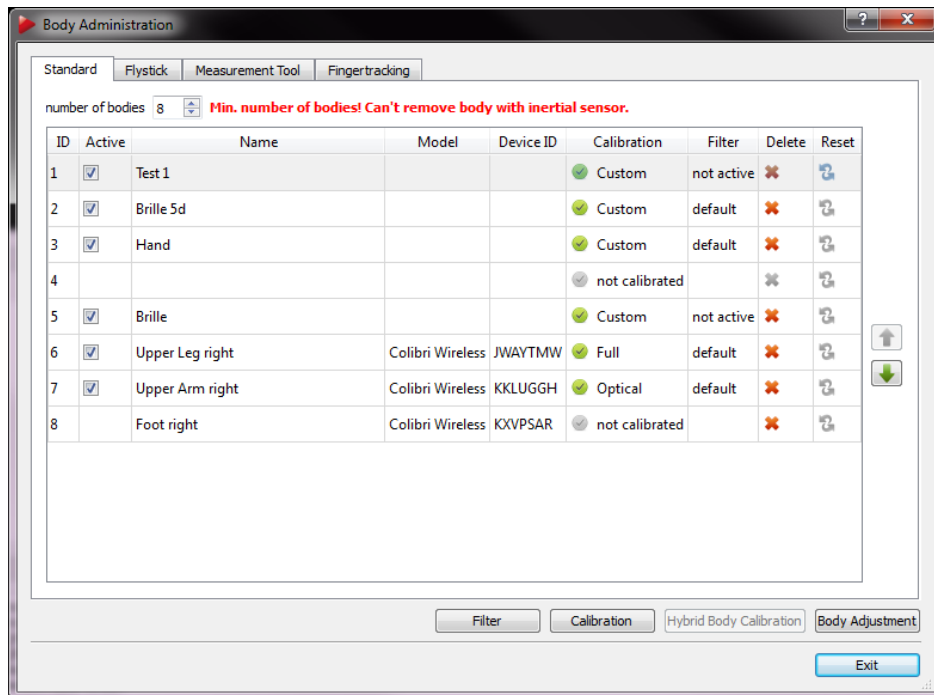 Body Administration
Standard Flystick Measurement Tool Fingertracking
number of bodies 8 Min. number of bodies! Can't remove body with inertial sensor.
ID Active Name Model Device ID Calibration Filter Delete Reset
1 Test 1 Custom not active
2 Brille 5d Custom default
3 Hand Custom default
4 not calibrated
5 Brille Custom not active
6 Upper Leg right Colibri Wireless JWAYTMW Full default
7 Upper Arm right Colibri Wireless KKLUGGH Optical default
8 Foot right Colibri Wireless KXVPSAR not calibrated
Filter Calibration Hybrid Body Calibration Body Adjustment
Exit